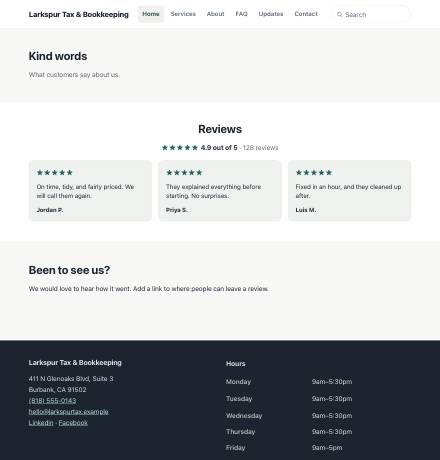 Larkspur Tax & Bookkeeping Home Services About FAQ Updates Contact Search
Kind words
What customers say about us.
Reviews
★★★★★ 4.9 out of 5 · 128 reviews
★★★★★
On time, tidy, and fairly priced. We
will call them again.
Jordan P.
★★★★★
They explained everything before
starting. No surprises.
Priya S.
★★★★★
Fixed in an hour, and they cleaned up
after.
Luis M.
Been to see us?
We would love to hear how it went. Add a link to where people can leave a review.
Larkspur Tax & Bookkeeping
411 N Glenoaks Blvd, Suite 3
Burbank, CA 91502
(818) 555-0143
hello@larkspurtax.example
Linkedin · Facebook
Hours
Monday 9am–5:30pm
Tuesday 9am–5:30pm
Wednesday 9am–5:30pm
Thursday 9am–5:30pm
Friday 9am–5pm